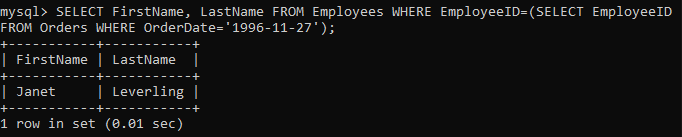 mysql> SELECT FirstName, LastName FROM Employees WHERE EmployeeID=(SELECT EmployeeID
FROM Orders WHERE OrderDate='1996-11-27');
+-----------+-----------+
| FirstName | LastName  |
+-----------+-----------+
| Janet     | Leverling |
+-----------+-----------+
1 row in set (0.01 sec)